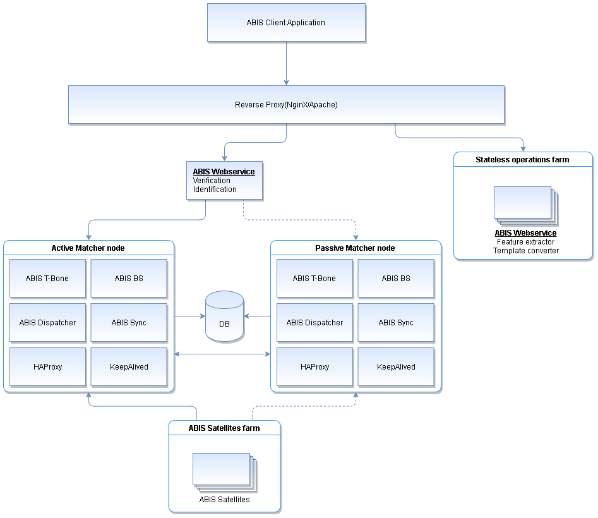 ABIS Client Application
Reverse Proxy(NginX/Apache)
ABIS Webservice
Verification
Identification
Stateless operations farm
ABIS Webservice
Feature extractor
Template converter
Active Matcher node
ABIS T-Bone
ABIS BS
ABIS Dispatcher
ABIS Sync
HAProxy
KeepAlived
DB
Passive Matcher node
ABIS T-Bone
ABIS BS
ABIS Dispatcher
ABIS Sync
HAProxy
KeepAlived
ABIS Satellites farm
ABIS Satellites